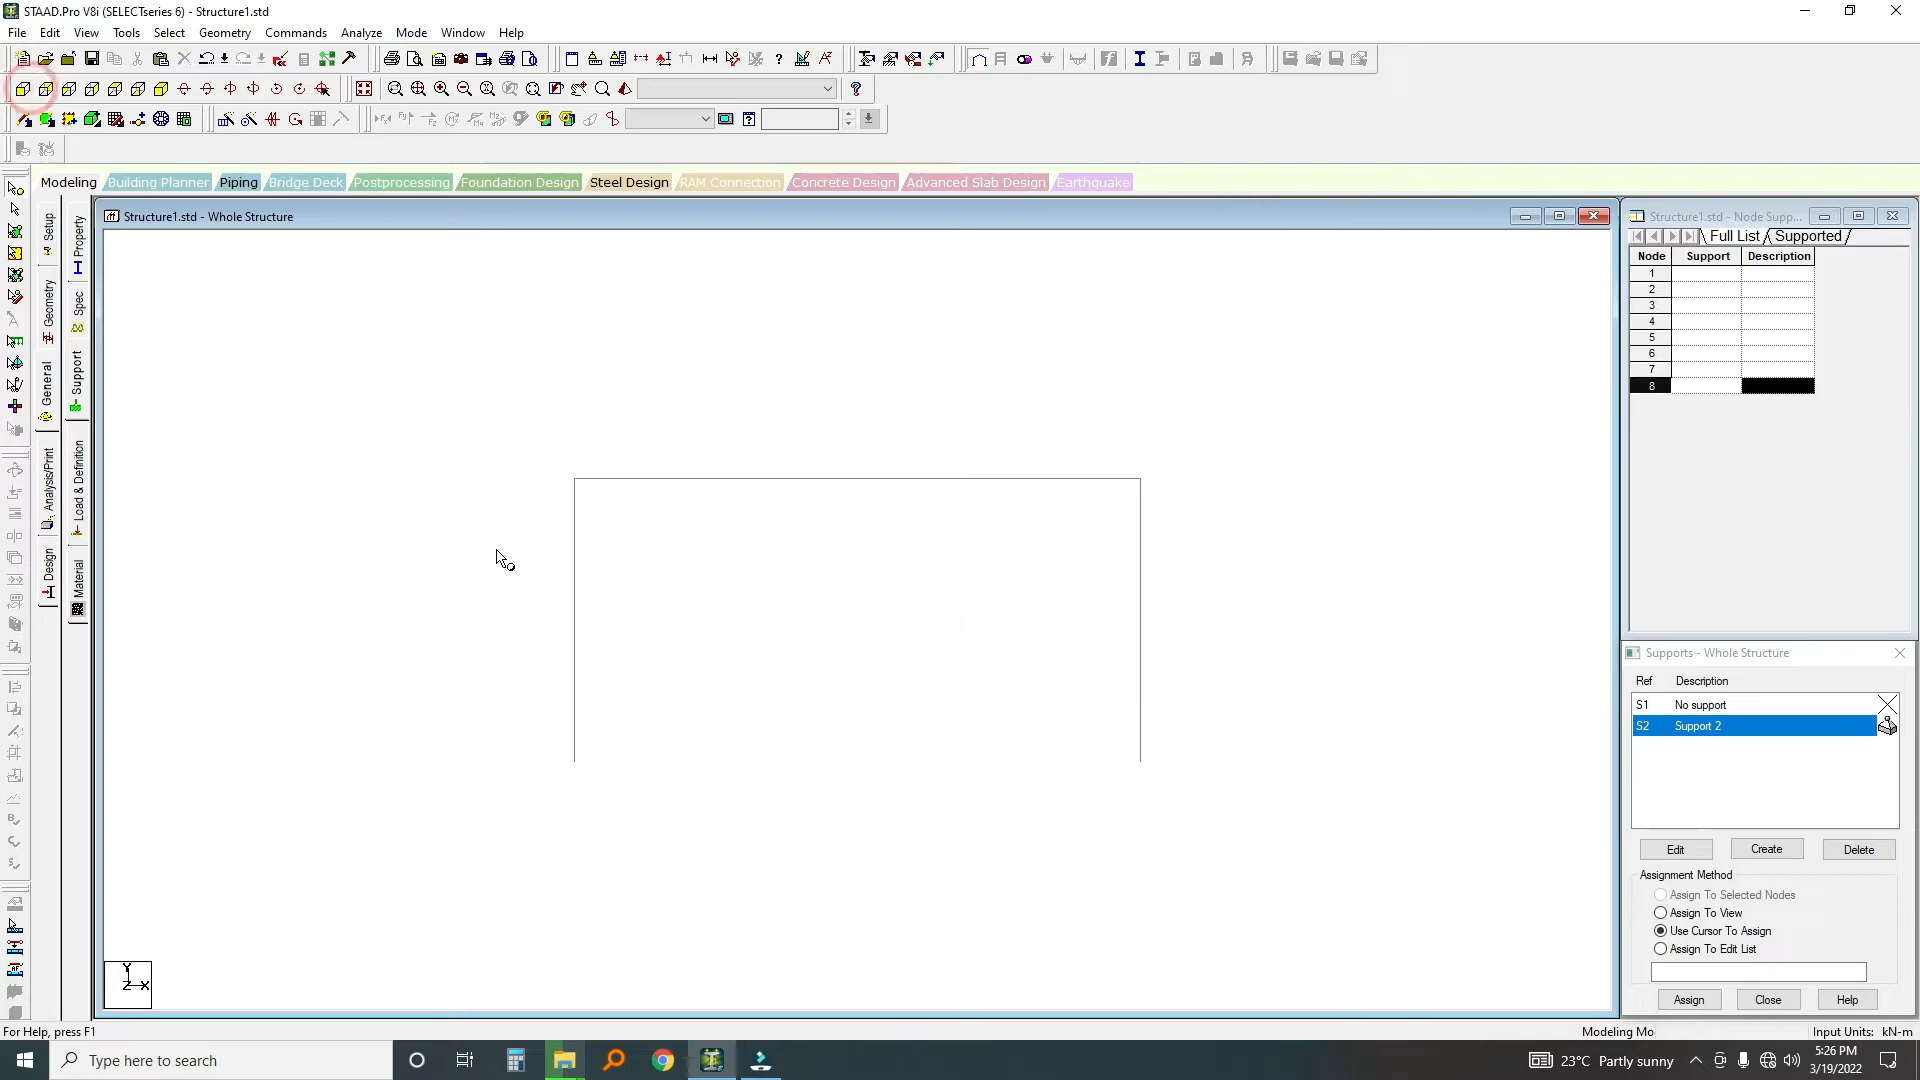 STAAD.Pro V8i (SELECTseries 6) - Structure1.std
File Edit View Tools Select Geometry Commands Analyze Mode Window Help
Modeling Building Planner Piping Bridge Deck Postprocessing Foundation Design Steel Design RAM Connection Concrete Design Advanced Slab Design Earthquake
Setup
Geometry
General
Analysis/Print
Design
Property
Spec
Support
Load & Definition
Material
Structure1.std - Whole Structure
Y
Z X
Structure1.std - Node Supp...
Full List Supported
Node Support Description
1
2
3
4
5
6
7
8
Supports - Whole Structure
Ref Description
S1 No support
S2 Support 2
Edit Create Delete
Assignment Method
Assign To Selected Nodes
Assign To View
Use Cursor To Assign
Assign To Edit List
Assign Close Help
For Help, press F1
Modeling Mo
Input Units: kN-m
Type here to search
23°C Partly sunny
5:26 PM
3/19/2022